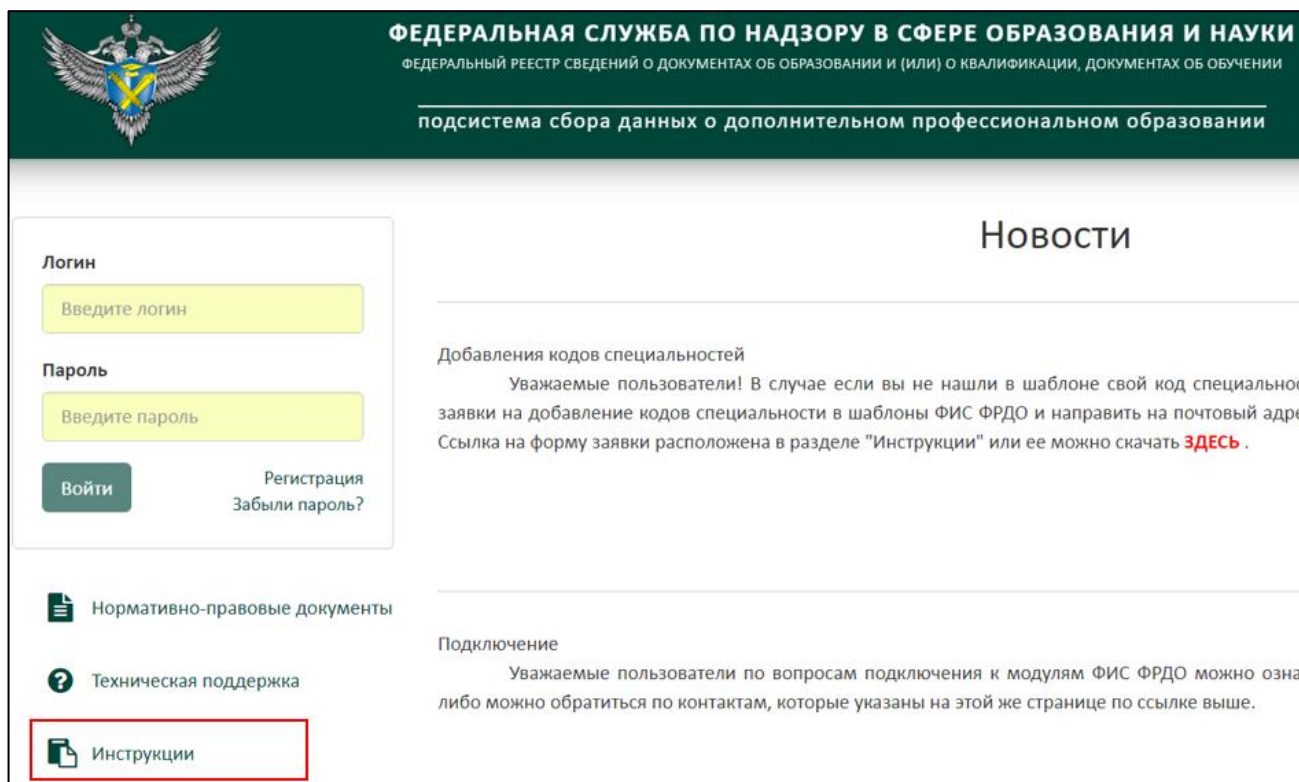 ФЕДЕРАЛЬНАЯ СЛУЖБА ПО НАДЗОРУ В СФЕРЕ ОБРАЗОВАНИЯ И НАУКИ
ФЕДЕРАЛЬНЫЙ РЕЕСТР СВЕДЕНИЙ О ДОКУМЕНТАХ ОБ ОБРАЗОВАНИИ И (ИЛИ) О КВАЛИФИКАЦИИ, ДОКУМЕНТАХ ОБ ОБУЧЕНИИ
подсистема сбора данных о дополнительном профессиональном образовании
Логин
Введите логин
Пароль
Введите пароль
Войти
Регистрация
Забыли пароль?
Нормативно-правовые документы
Техническая поддержка
Инструкции
Новости
Добавления кодов специальностей
Уважаемые пользователи! В случае если вы не нашли в шаблоне свой код специальнос
заявки на добавление кодов специальности в шаблоны ФИС ФРДО и направить на почтовый адре
Ссылка на форму заявки расположена в разделе "Инструкции" или ее можно скачать ЗДЕСЬ .
Подключение
Уважаемые пользователи по вопросам подключения к модулям ФИС ФРДО можно озна
либо можно обратиться по контактам, которые указаны на этой же странице по ссылке выше.